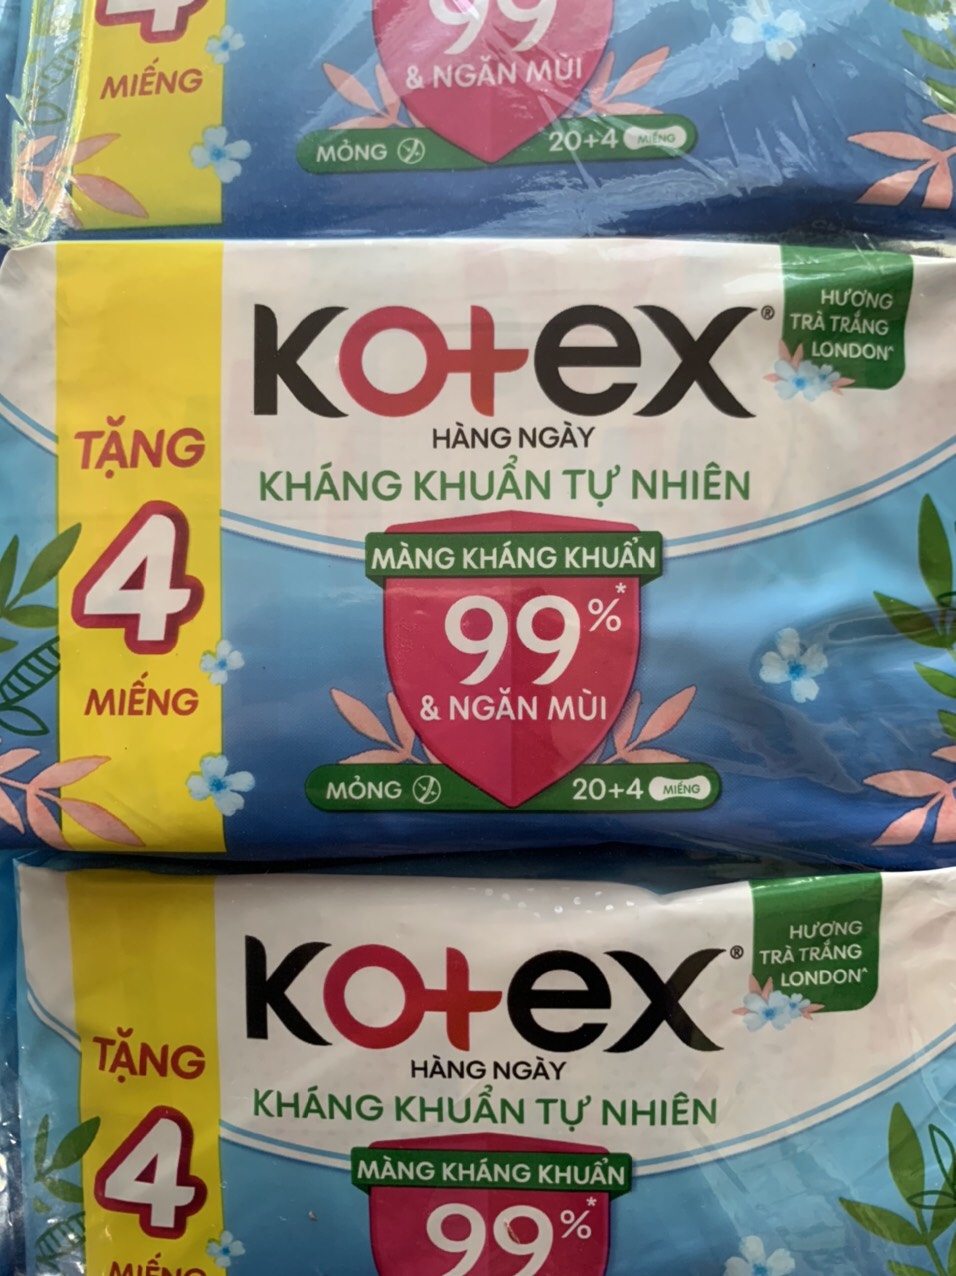 4
MIẾNG
99
& NGĂN MÙI
MỎNG
20+4 MIẾNG
TẶNG
4
MIẾNG
Kotex®
HÀNG NGÀY
KHÁNG KHUẨN TỰ NHIÊN
HƯƠNG
TRÀ TRẮNG
LONDON^
MÀNG KHÁNG KHUẨN
99%*
& NGĂN MÙI
MỎNG
20+4 MIẾNG
TẶNG
4
MIẾNG
Kotex®
HÀNG NGÀY
KHÁNG KHUẨN TỰ NHIÊN
HƯƠNG
TRÀ TRẮNG
LONDON^
MÀNG KHÁNG KHUẨN
99%*